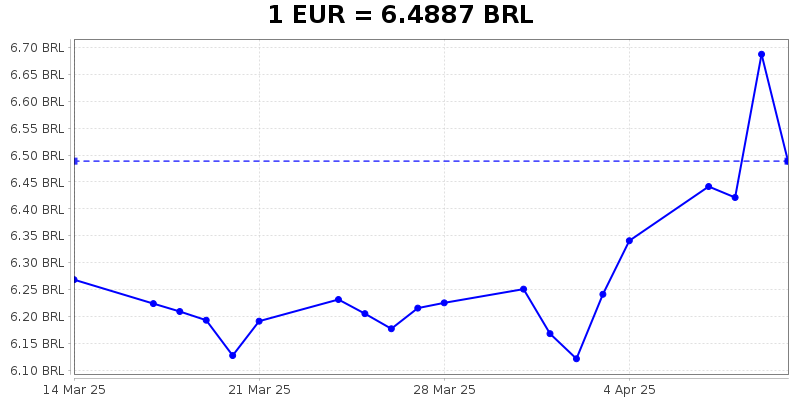 1 EUR = 6.4887 BRL
6.70 BRL
6.65 BRL
6.60 BRL
6.55 BRL
6.50 BRL
6.45 BRL
6.40 BRL
6.35 BRL
6.30 BRL
6.25 BRL
6.20 BRL
6.15 BRL
6.10 BRL
14 Mar 25 21 Mar 25 28 Mar 25 4 Apr 25